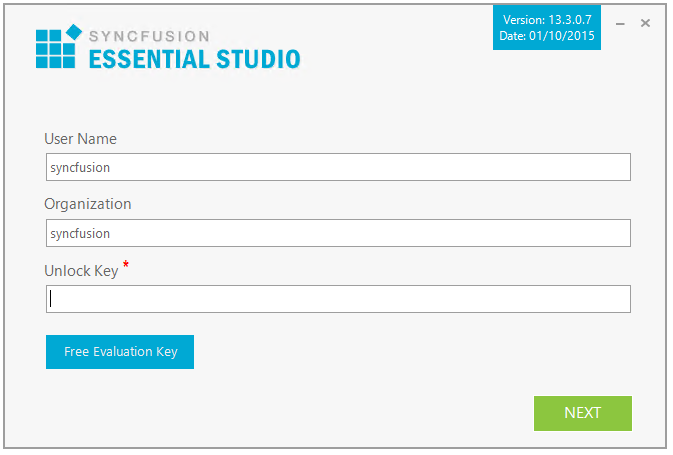 SYNCFUSION
ESSENTIAL STUDIO
Version: 13.3.0.7
Date: 01/10/2015
User Name
syncfusion
Organization
syncfusion
Unlock Key *
Free Evaluation Key
NEXT